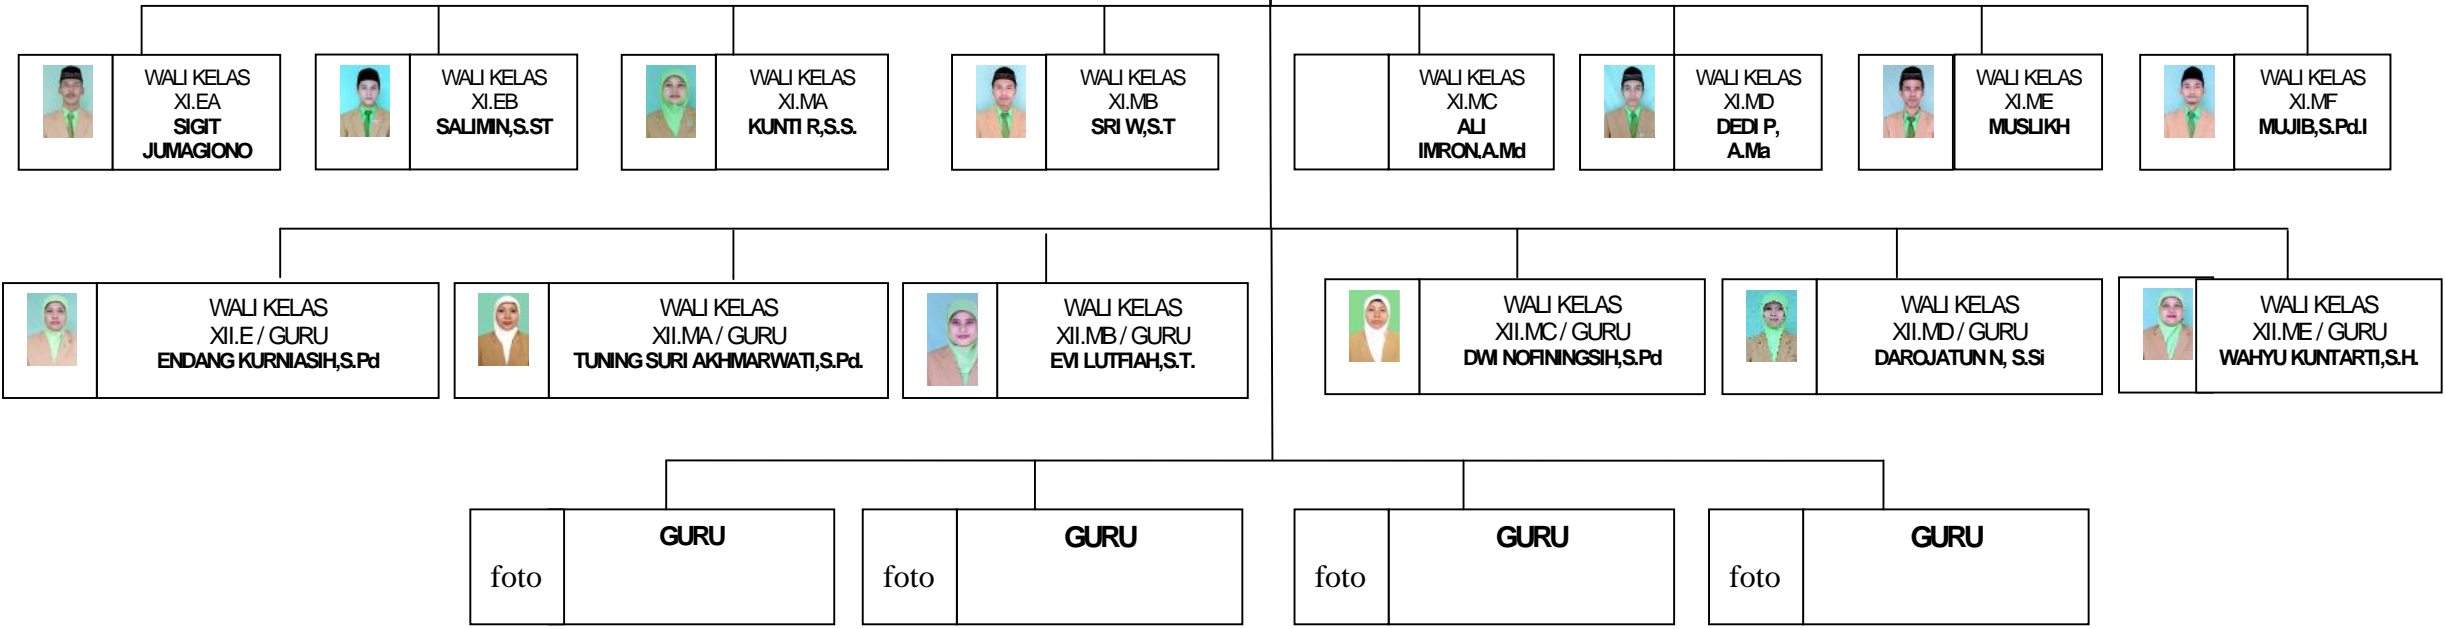 WALI KELAS
XI.EA
SIGIT
JUMAGIONO
WALI KELAS
XI.EB
SALIMIN,S.ST
WALI KELAS
XI.MA
KUNTI R,S.S.
WALI KELAS
XI.MB
SRI W,S.T
WALI KELAS
XI.MC
ALI
IMRON,A.Md
WALI KELAS
XI.MD
DEDI P,
A.Ma
WALI KELAS
XI.ME
MUSLIKH
WALI KELAS
XI.MF
MUJIB,S.Pd.I
WALI KELAS
XII.E / GURU
ENDANG KURNIASIH,S.Pd
WALI KELAS
XII.MA / GURU
TUNING SURI AKHMARWATI,S.Pd.
WALI KELAS
XII.MB / GURU
EVI LUTFIAH,S.T.
WALI KELAS
XII.MC / GURU
DWI NOFININGSIH,S.Pd
WALI KELAS
XII.MD / GURU
DAROJATUN N, S.Si
WALI KELAS
XII.ME / GURU
WAHYU KUNTARTI,S.H.
foto
GURU
foto
GURU
foto
GURU
foto
GURU